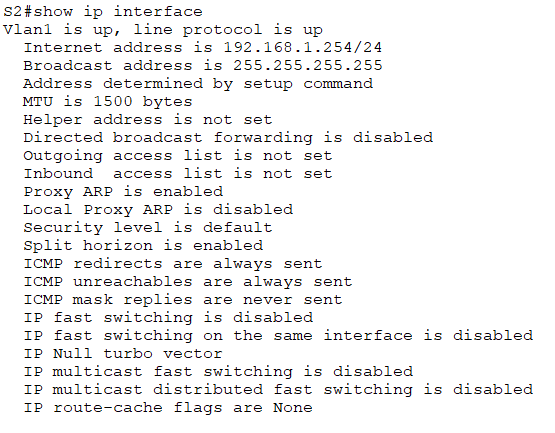 S2#show ip interface
Vlan1 is up, line protocol is up
  Internet address is 192.168.1.254/24
  Broadcast address is 255.255.255.255
  Address determined by setup command
  MTU is 1500 bytes
  Helper address is not set
  Directed broadcast forwarding is disabled
  Outgoing access list is not set
  Inbound  access list is not set
  Proxy ARP is enabled
  Local Proxy ARP is disabled
  Security level is default
  Split horizon is enabled
  ICMP redirects are always sent
  ICMP unreachables are always sent
  ICMP mask replies are never sent
  IP fast switching is disabled
  IP fast switching on the same interface is disabled
  IP Null turbo vector
  IP multicast fast switching is disabled
  IP multicast distributed fast switching is disabled
  IP route-cache flags are None